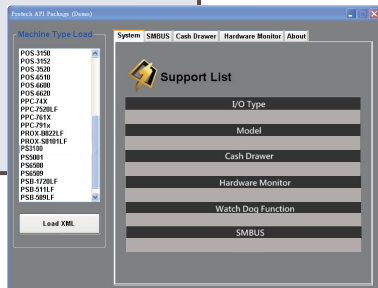 Protech API Package (Demo)
Machine Type Load
POS-3150
POS-3152
POS-3520
POS-6510
POS-6600
POS-6620
PPC-74X
PPC-7520LF
PPC-761X
PPC-791x
PROX-B822LF
PROX-S8101LF
PS3100
PS5001
PS6508
PS6509
PSB-1720LF
PSB-511LF
PSB-589LF
Load XML
System SMBUS Cash Drawer Hardware Monitor About
Support List
I/O Type
Model
Cash Drawer
Hardware Monitor
Watch Dog Function
SMBUS